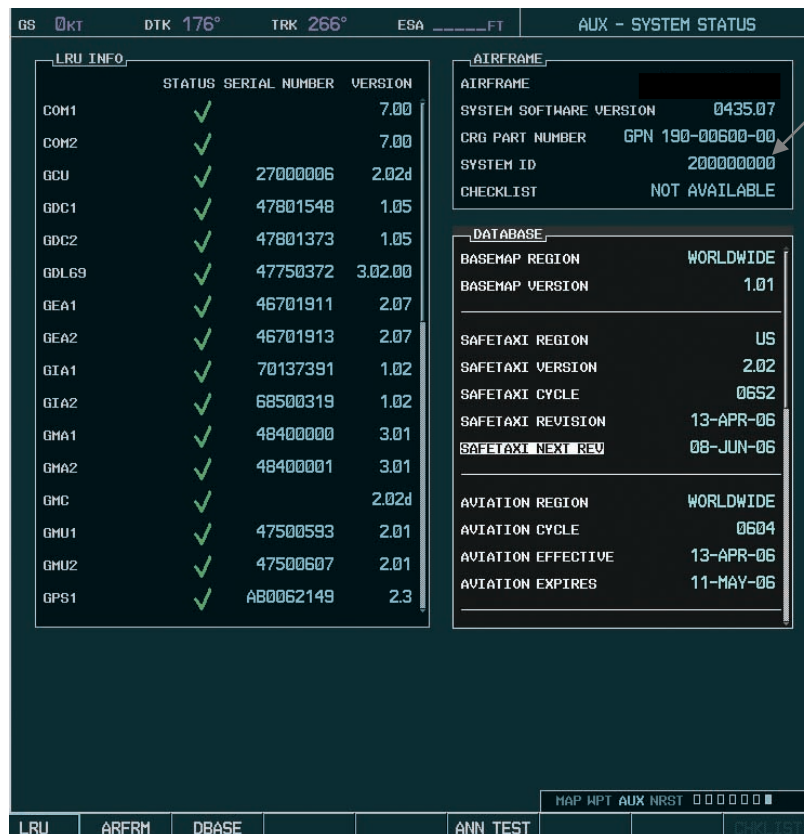 GS 0KT DTK 176° TRK 266° ESA _____FT AUX - SYSTEM STATUS
LRU INFO
STATUS SERIAL NUMBER VERSION
COM1 7.00
COM2 7.00
GCU 27000006 2.02d
GDC1 47801548 1.05
GDC2 47801373 1.05
GDL69 47750372 3.02.00
GEA1 46701911 2.07
GEA2 46701913 2.07
GIA1 70137391 1.02
GIA2 68500319 1.02
GMA1 48400000 3.01
GMA2 48400001 3.01
GMC 2.02d
GMU1 47500593 2.01
GMU2 47500607 2.01
GPS1 AB0062149 2.3
AIRFRAME
AIRFRAME
SYSTEM SOFTWARE VERSION 0435.07
CRG PART NUMBER GPN 190-00600-00
SYSTEM ID 200000000
CHECKLIST NOT AVAILABLE
DATABASE
BASEMAP REGION WORLDWIDE
BASEMAP VERSION 1.01
SAFETAXI REGION US
SAFETAXI VERSION 2.02
SAFETAXI CYCLE 06S2
SAFETAXI REVISION 13-APR-06
SAFETAXI NEXT REV 08-JUN-06
AVIATION REGION WORLDWIDE
AVIATION CYCLE 0604
AVIATION EFFECTIVE 13-APR-06
AVIATION EXPIRES 11-MAY-06
MAP WPT AUX NRST
LRU ARFRM DBASE ANN TEST CHKLIST